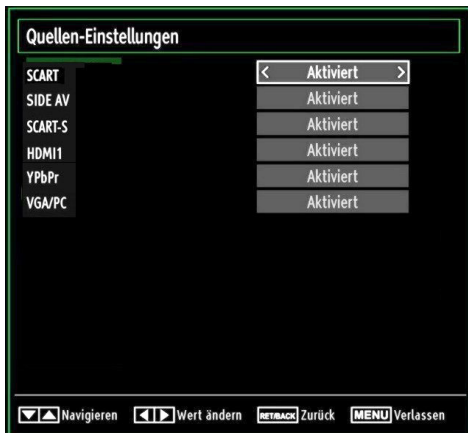 Quellen-Einstellungen
SCART < Aktiviert >
SIDE AV Aktiviert
SCART-S Aktiviert
HDMI1 Aktiviert
YPbPr Aktiviert
VGA/PC Aktiviert
Navigieren Wert ändern RET/BACK Zurück MENU Verlassen